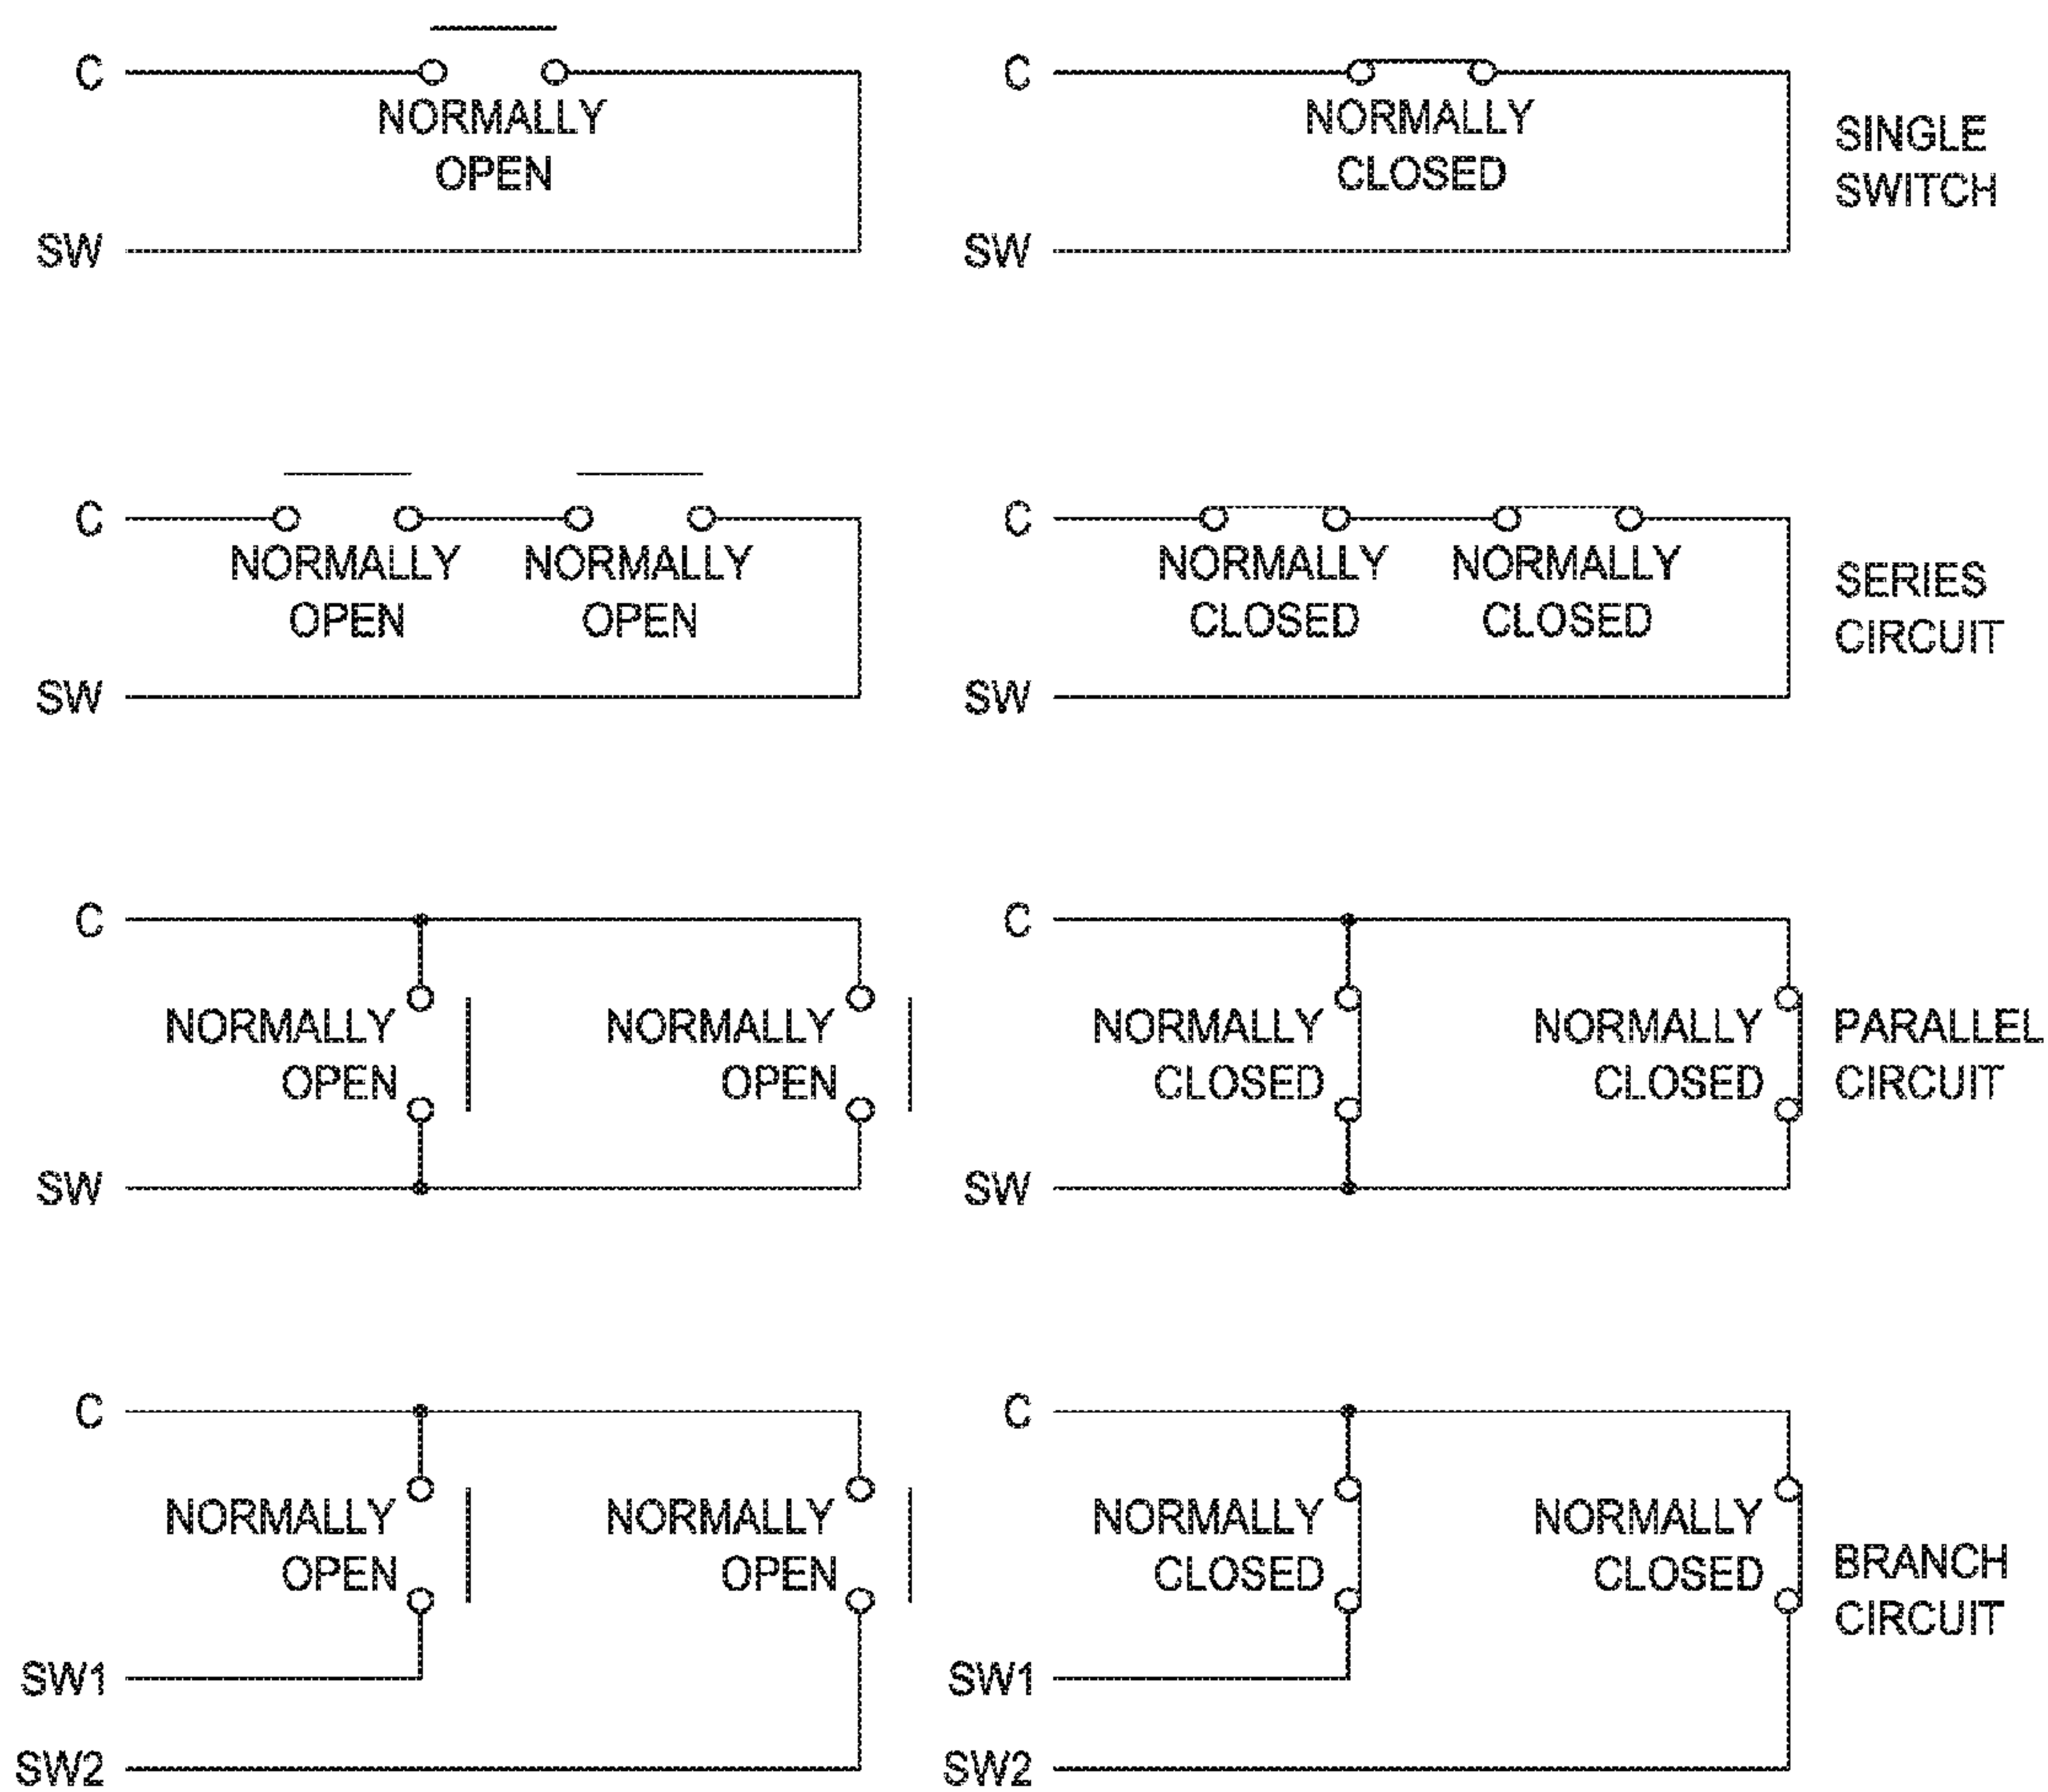 C
NORMALLY
OPEN
SW
C
NORMALLY
CLOSED
SW
SINGLE
SWITCH
C
NORMALLY NORMALLY
OPEN OPEN
SW
C
NORMALLY NORMALLY
CLOSED CLOSED
SW
SERIES
CIRCUIT
C
NORMALLY NORMALLY
OPEN OPEN
SW
C
NORMALLY NORMALLY
CLOSED CLOSED
SW
PARALLEL
CIRCUIT
C
NORMALLY NORMALLY
OPEN OPEN
SW1
SW2
C
NORMALLY NORMALLY
CLOSED CLOSED
SW1
SW2
BRANCH
CIRCUIT